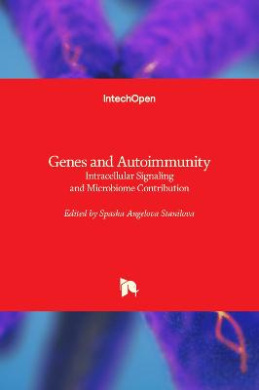 IntechOpen
Genes and Autoimmunity
Intracellular Signaling
and Microbiome Contribution
Edited by Spaska Angelova Stanilova